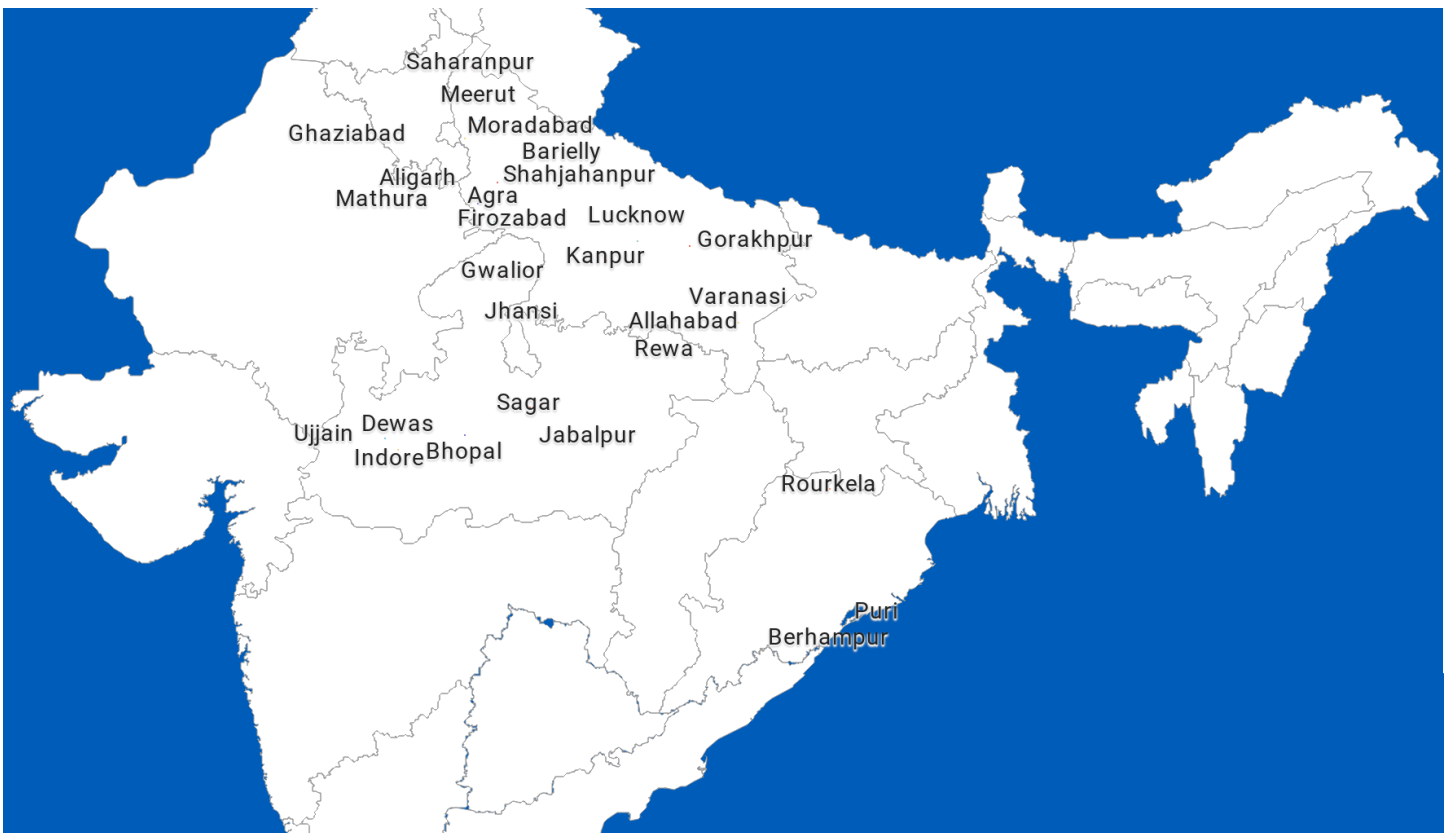 Saharanpur
Meerut
Moradabad
Ghaziabad
Barielly
Shahjahanpur
Aligarh
Agra
Mathura
Firozabad
Lucknow
Gorakhpur
Kanpur
Gwalior
Varanasi
Jhansi
Allahabad
Rewa
Sagar
Dewas
Ujjain
Jabalpur
Bhopal
Indore
Rourkela
Puri
Berhampur